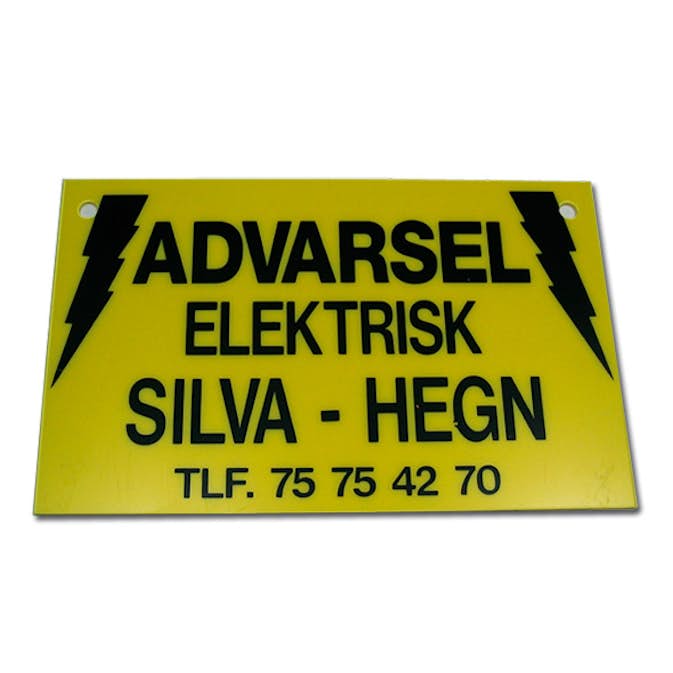 ADVARSEL
ELEKTRISK
SILVA - HEGN
TLF. 75 75 42 70